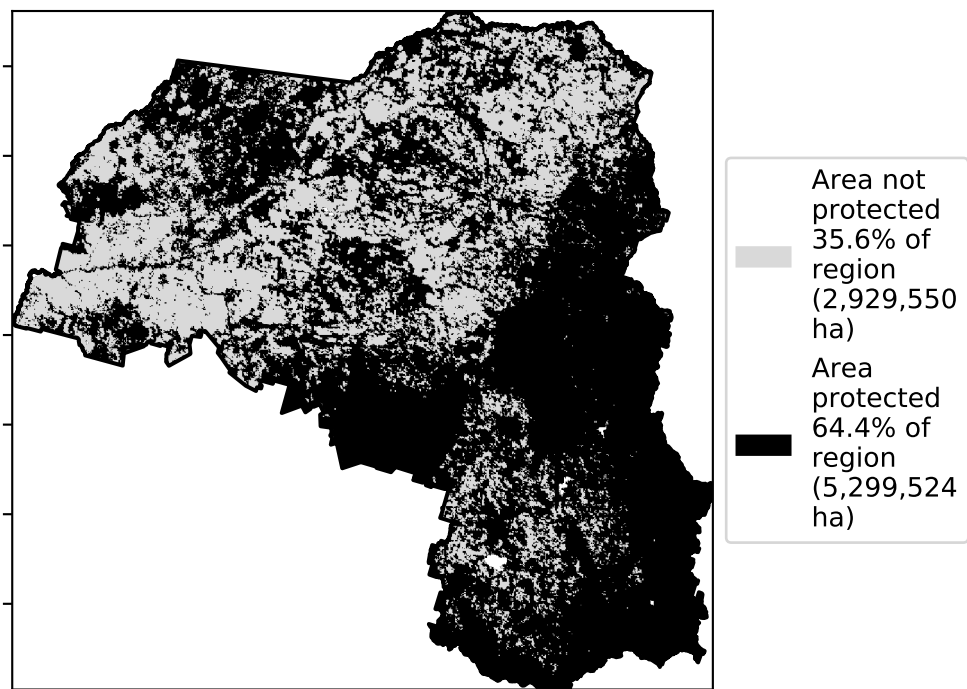 Area not
protected
35.6% of
region
(2,929,550
ha)
Area
protected
64.4% of
region
(5,299,524
ha)